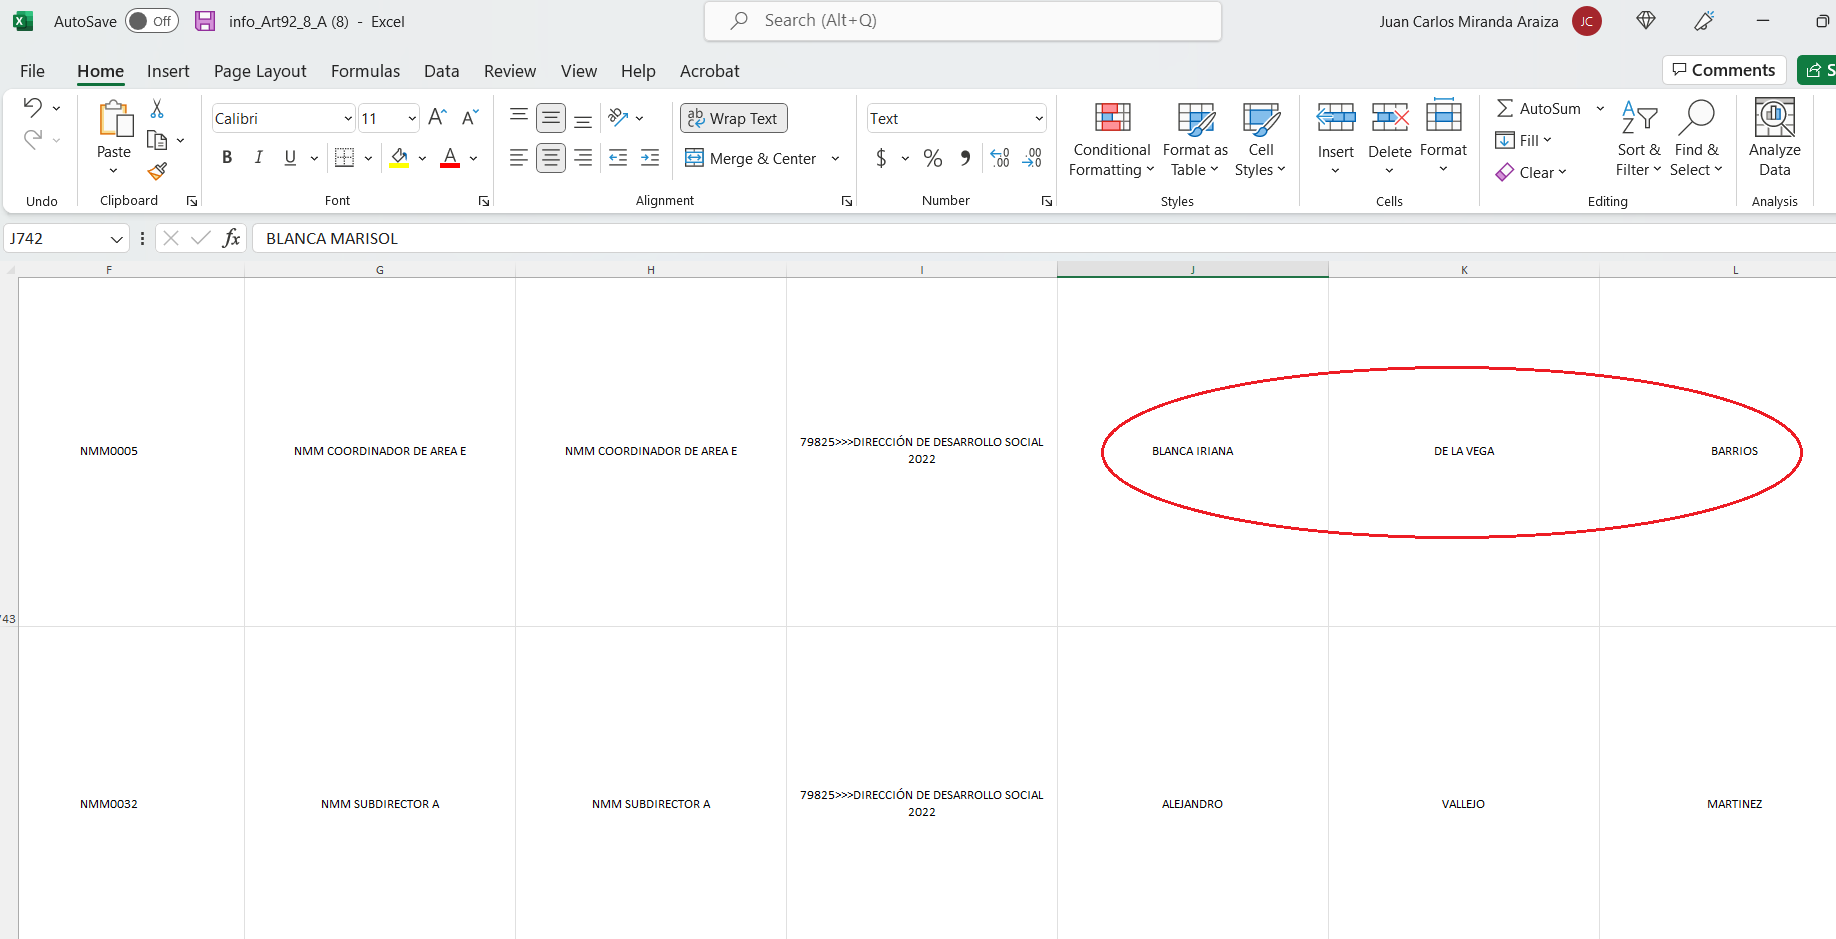 AutoSave Off info_Art92_8_A (8) - Excel Search (Alt+Q) Juan Carlos Miranda Araiza JC
File Home Insert Page Layout Formulas Data Review View Help Acrobat Comments S
Paste Calibri 11 Wrap Text Text AutoSum
B I U Merge & Center $ % , Conditional Formatting Format as Table Cell Styles Insert Delete Format Fill Sort & Filter Find & Select Analyze Data
Clear
Undo Clipboard Font Alignment Number Styles Cells Editing Analysis
J742 fx BLANCA MARISOL
F G H I J K L
NMM0005 NMM COORDINADOR DE AREA E NMM COORDINADOR DE AREA E 79825>>>DIRECCIÓN DE DESARROLLO SOCIAL
2022
BLANCA IRIANA DE LA VEGA BARRIOS
743
NMM0032 NMM SUBDIRECTOR A NMM SUBDIRECTOR A 79825>>>DIRECCIÓN DE DESARROLLO SOCIAL
2022
ALEJANDRO VALLEJO MARTINEZ